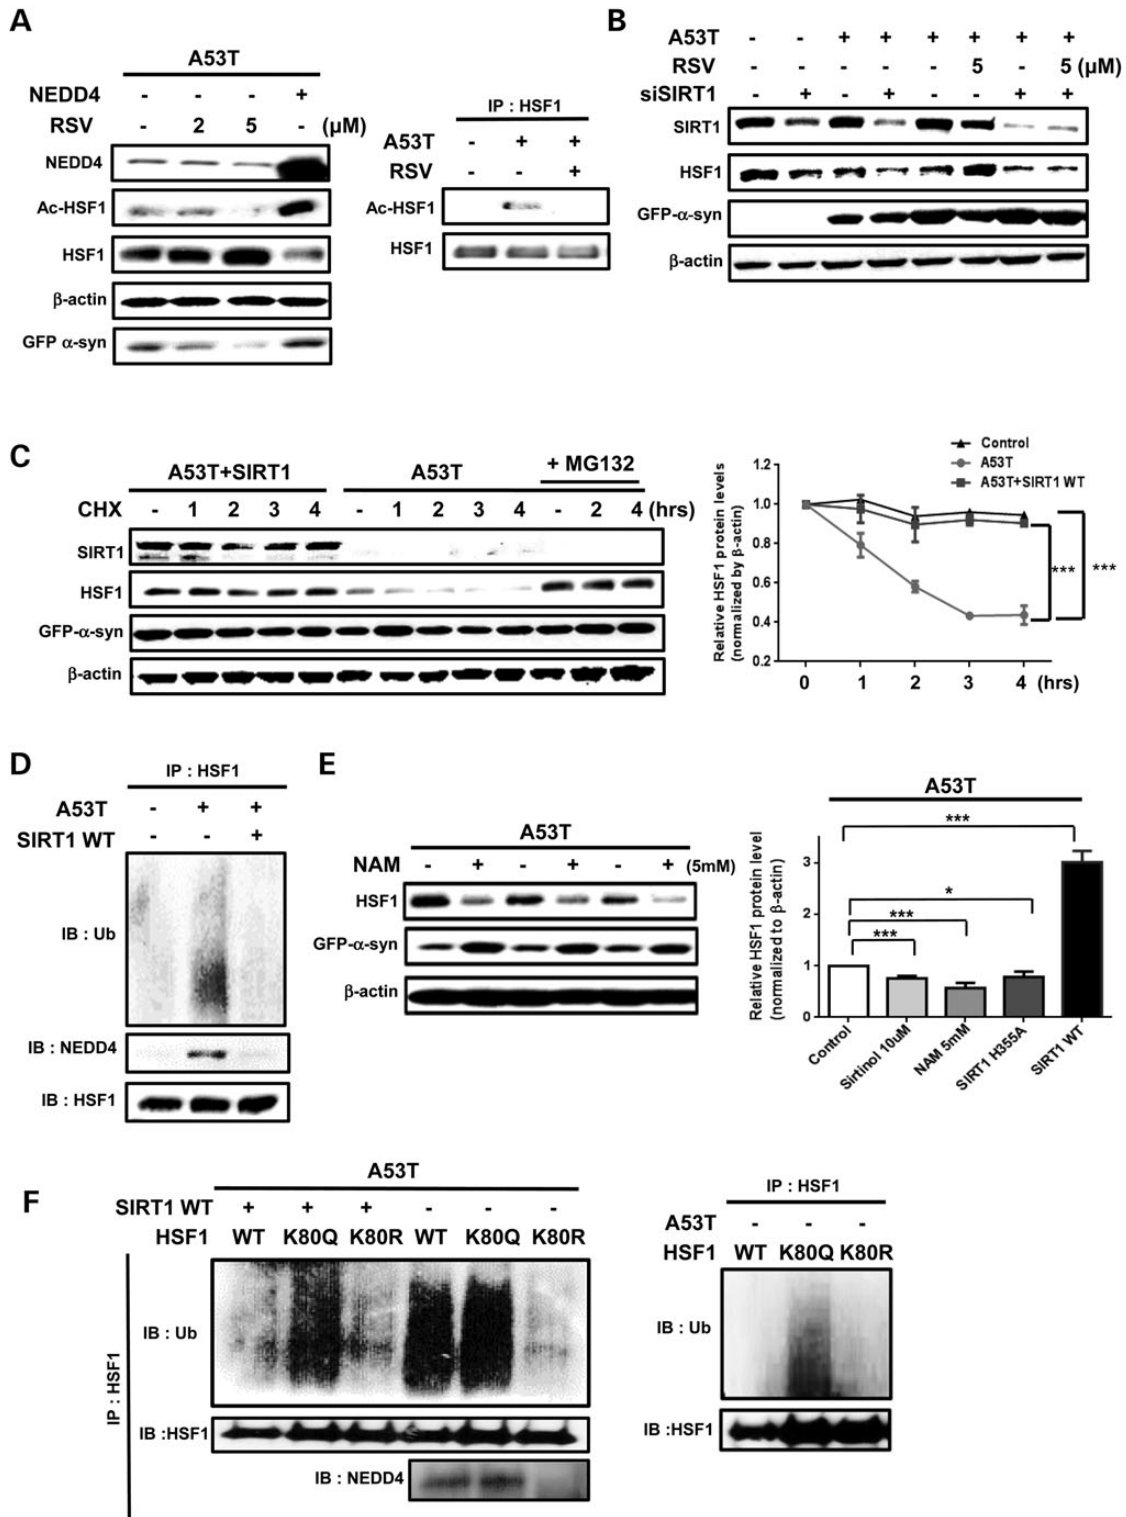 A
A53T
NEDD4 - - - +
RSV - 2 5 - (μM)
NEDD4
Ac-HSF1
HSF1
β-actin
GFP α-syn
IP : HSF1
A53T - + +
RSV - - +
Ac-HSF1
HSF1
B
A53T - - + + + + + +
RSV - - - - - 5 - 5 (μM)
siSIRT1 - + - + - - + +
SIRT1
HSF1
GFP-α-syn
β-actin
C
A53T+SIRT1 A53T + MG132
CHX - 1 2 3 4 - 1 2 3 4 - 2 4 (hrs)
SIRT1
HSF1
GFP-α-syn
β-actin
Control
A53T
A53T+SIRT1 WT
Relative HSF1 protein levels
(normalized by β-actin)
1.2
1.0
0.8
0.6
0.4
0.2
*** ***
0 1 2 3 4 (hrs)
D
IP : HSF1
A53T - + +
SIRT1 WT - - +
IB : Ub
IB : NEDD4
IB : HSF1
E
A53T
NAM - + - + - + (5mM)
HSF1
GFP-α-syn
β-actin
A53T
Relative HSF1 protein level
(normalized to β-actin)
3
2
1
0
***
*
***
***
Control
Sirtinol 10uM
NAM 5mM
SIRT1 H355A
SIRT1 WT
F
A53T
SIRT1 WT + + + - - -
HSF1 WT K80Q K80R WT K80Q K80R
IP : HSF1
IB : Ub
IB :HSF1
IB : NEDD4
IP : HSF1
A53T - - -
HSF1 WT K80Q K80R
IB : Ub
IB :HSF1